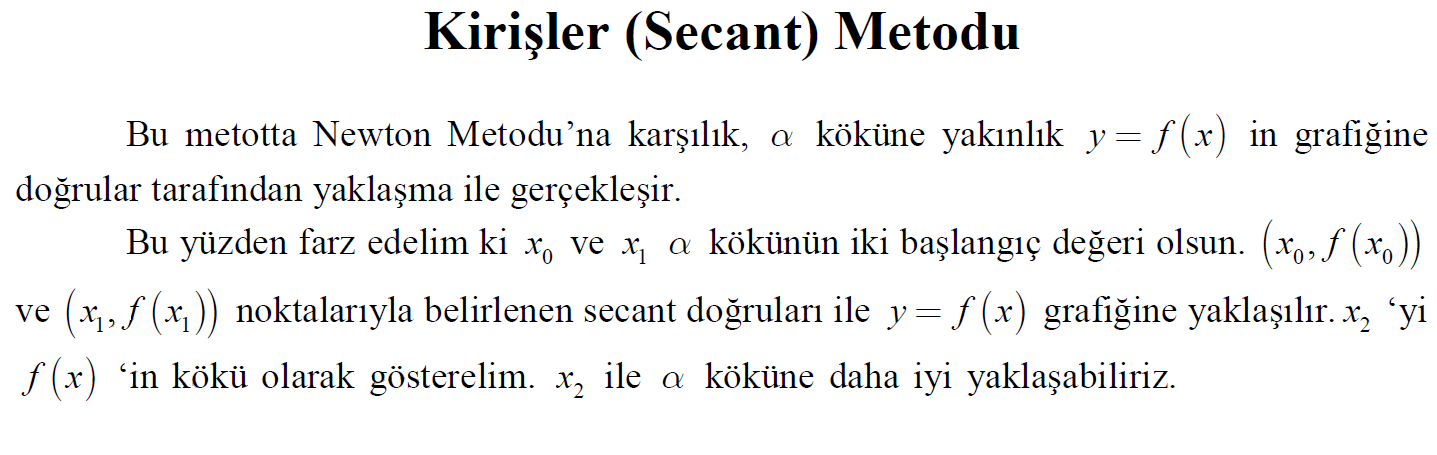 Kirişler (Secant) Metodu
Bu metotta Newton Metodu’na karşılık, α köküne yakınlık y = f(x) in grafiğine
doğrular tarafından yaklaşma ile gerçekleşir.
Bu yüzden farz edelim ki x₀ ve x₁ α kökünün iki başlangıç değeri olsun. (x₀, f(x₀))
ve (x₁, f(x₁)) noktalarıyla belirlenen secant doğruları ile y = f(x) grafiğine yaklaşılır. x₂ ‘yi
f(x) ‘in kökü olarak gösterelim. x₂ ile α köküne daha iyi yaklaşabiliriz.